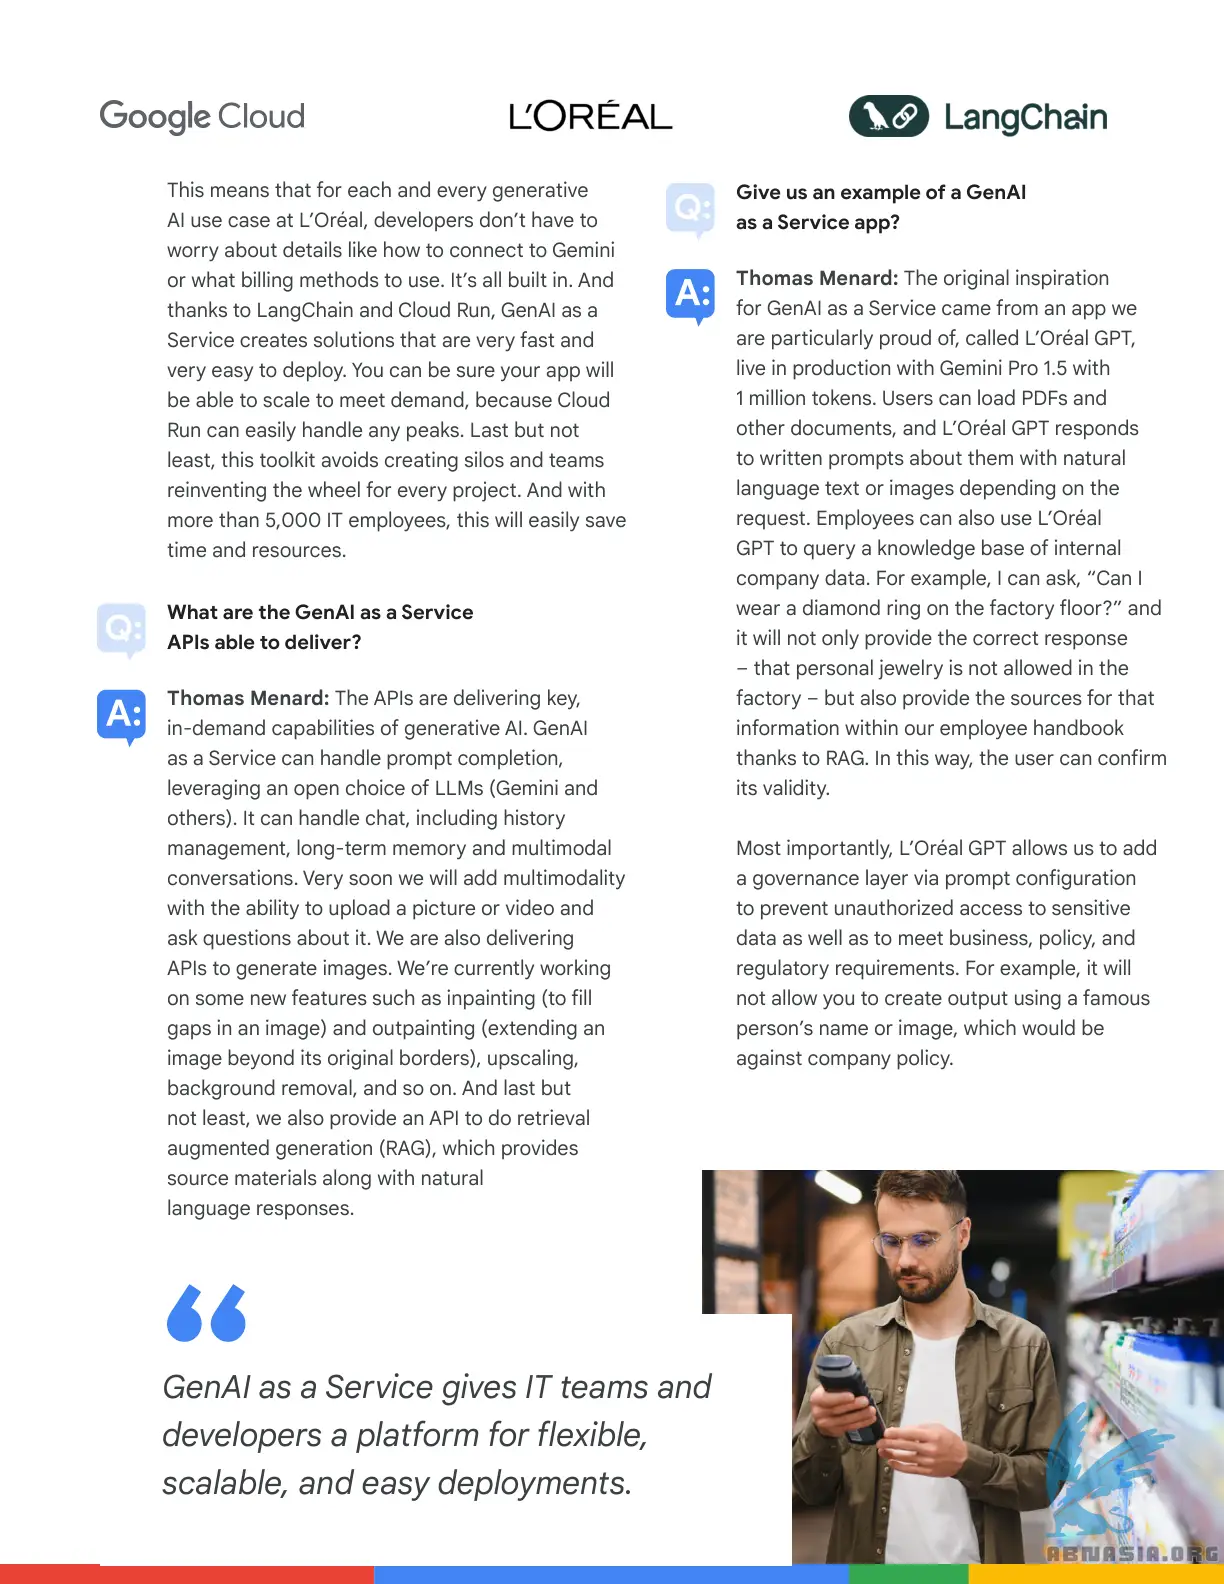 Google Cloud
L'ORÉAL
LangChain
This means that for each and every generative
AI use case at L’Oréal, developers don’t have to
worry about details like how to connect to Gemini
or what billing methods to use. It’s all built in. And
thanks to LangChain and Cloud Run, GenAI as a
Service creates solutions that are very fast and
very easy to deploy. You can be sure your app will
be able to scale to meet demand, because Cloud
Run can easily handle any peaks. Last but not
least, this toolkit avoids creating silos and teams
reinventing the wheel for every project. And with
more than 5,000 IT employees, this will easily save
time and resources.
Q:
What are the GenAI as a Service
APIs able to deliver?
A:
Thomas Menard: The APIs are delivering key,
in-demand capabilities of generative AI. GenAI
as a Service can handle prompt completion,
leveraging an open choice of LLMs (Gemini and
others). It can handle chat, including history
management, long-term memory and multimodal
conversations. Very soon we will add multimodality
with the ability to upload a picture or video and
ask questions about it. We are also delivering
APIs to generate images. We’re currently working
on some new features such as inpainting (to fill
gaps in an image) and outpainting (extending an
image beyond its original borders), upscaling,
background removal, and so on. And last but
not least, we also provide an API to do retrieval
augmented generation (RAG), which provides
source materials along with natural
language responses.
“
GenAI as a Service gives IT teams and
developers a platform for flexible,
scalable, and easy deployments.
Q:
Give us an example of a GenAI
as a Service app?
A:
Thomas Menard: The original inspiration
for GenAI as a Service came from an app we
are particularly proud of, called L’Oréal GPT,
live in production with Gemini Pro 1.5 with
1 million tokens. Users can load PDFs and
other documents, and L’Oréal GPT responds
to written prompts about them with natural
language text or images depending on the
request. Employees can also use L’Oréal
GPT to query a knowledge base of internal
company data. For example, I can ask, “Can I
wear a diamond ring on the factory floor?” and
it will not only provide the correct response
– that personal jewelry is not allowed in the
factory – but also provide the sources for that
information within our employee handbook
thanks to RAG. In this way, the user can confirm
its validity.
Most importantly, L’Oréal GPT allows us to add
a governance layer via prompt configuration
to prevent unauthorized access to sensitive
data as well as to meet business, policy, and
regulatory requirements. For example, it will
not allow you to create output using a famous
person’s name or image, which would be
against company policy.
ABNASIA.ORG